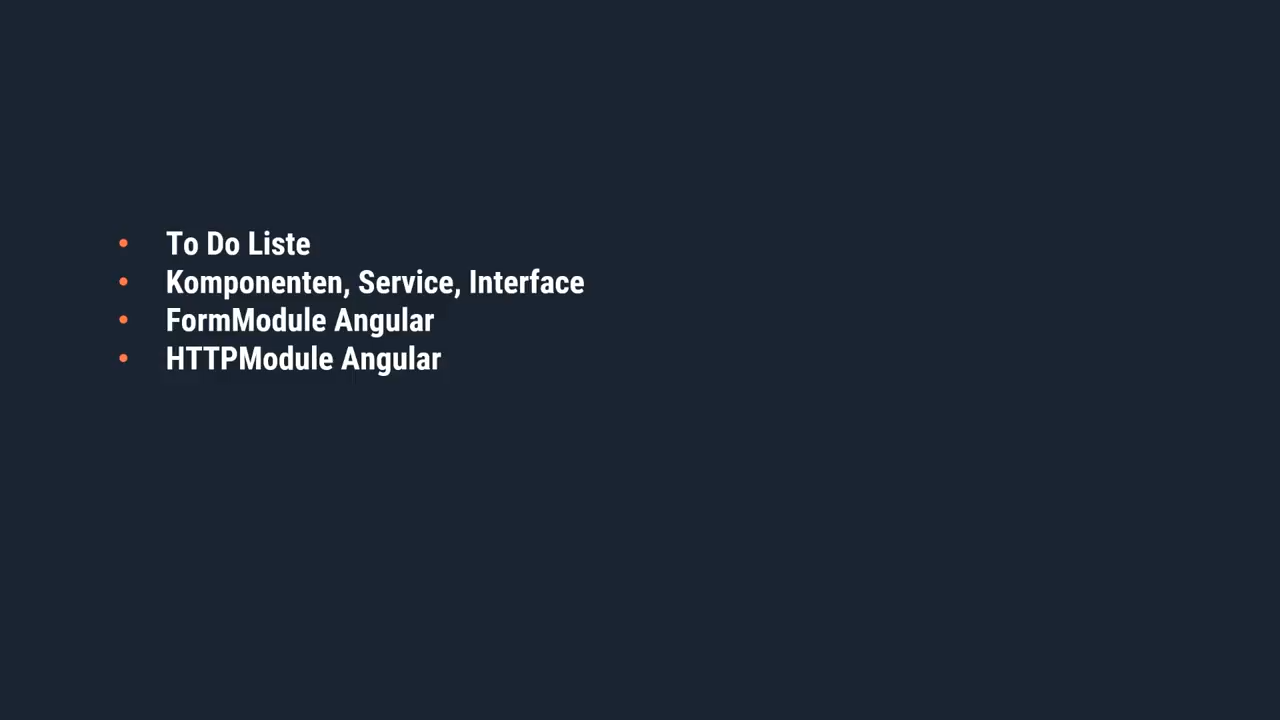 • To Do Liste
• Komponenten, Service, Interface
• FormModule Angular
• HTTPModule Angular